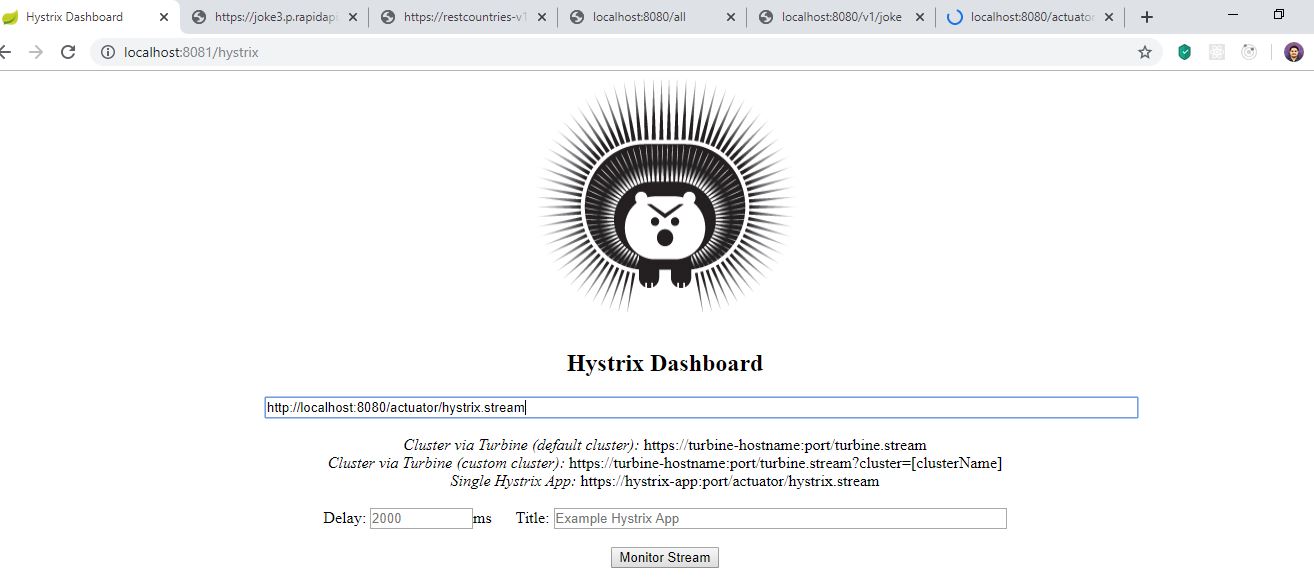 Hystrix Dashboard
https://joke3.p.rapidapi
https://restcountries-v1
localhost:8080/all
localhost:8080/v1/joke
localhost:8080/actuator
localhost:8081/hystrix
Hystrix Dashboard
http://localhost:8080/actuator/hystrix.stream
Cluster via Turbine (default cluster): https://turbine-hostname:port/turbine.stream
Cluster via Turbine (custom cluster): https://turbine-hostname:port/turbine.stream?cluster=[clusterName]
Single Hystrix App: https://hystrix-app:port/actuator/hystrix.stream
Delay: 2000 ms Title: Example Hystrix App
Monitor Stream